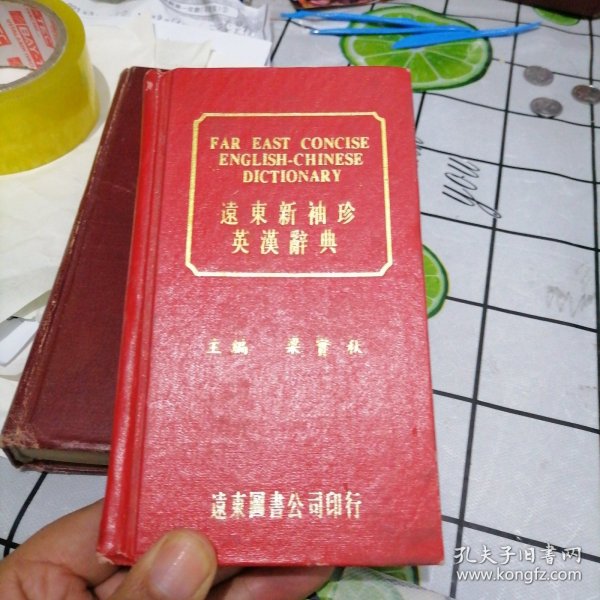 FAR EAST CONCISE
ENGLISH-CHINESE
DICTIONARY
遠東新袖珍
英漢辭典
主編 梁實秋
遠東圖書公司印行
you
孔夫子旧书网
www.kongfz.com